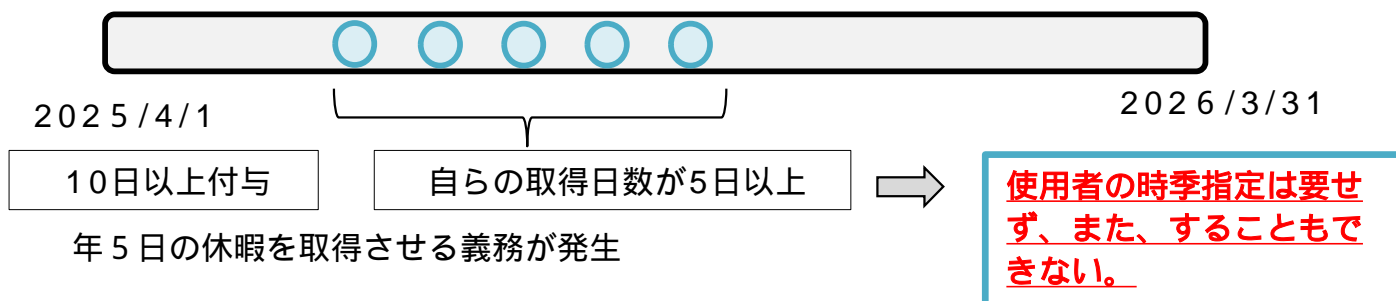 2025/4/1
2026/3/31
10日以上付与
自らの取得日数が5日以上
使用者の時季指定は要せ
ず、また、することもで
きない。
年5日の休暇を取得させる義務が発生